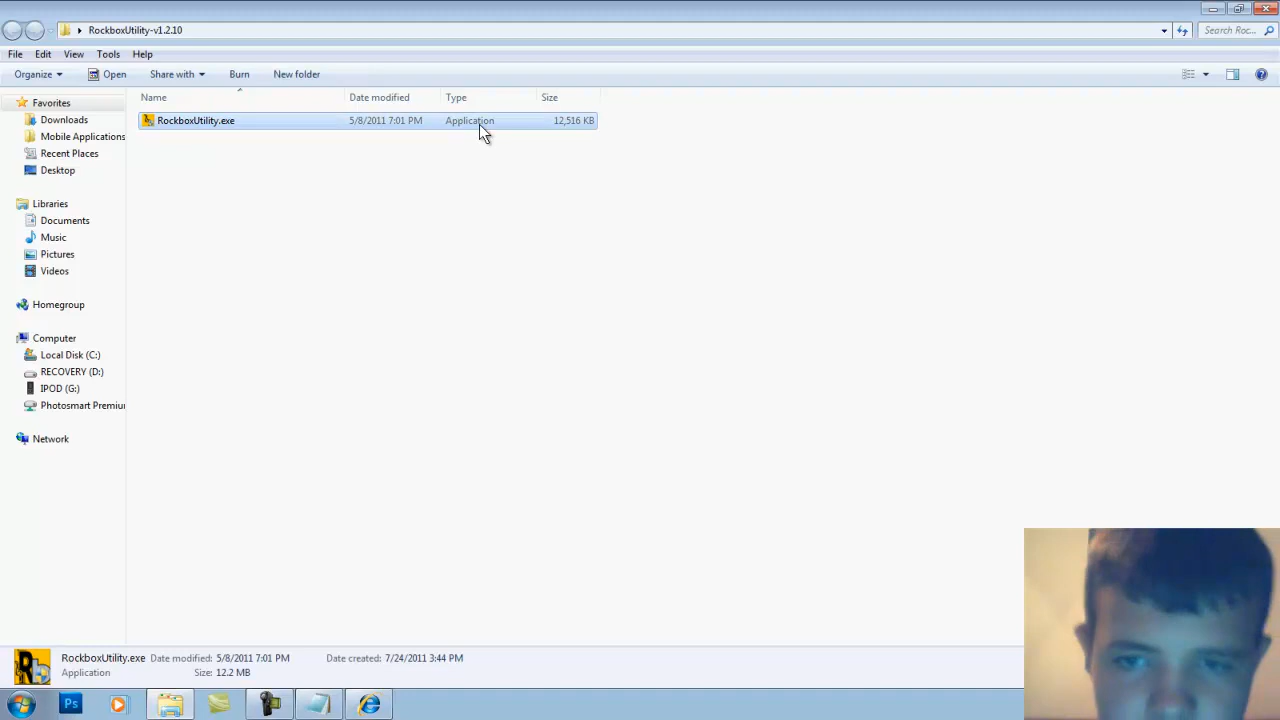 RockboxUtility-v1.2.10
Search Roc...
File Edit View Tools Help
Organize Open Share with Burn New folder
Name Date modified Type Size
Favorites
RockboxUtility.exe 5/8/2011 7:01 PM Application 12,516 KB
Downloads
Mobile Applications
Recent Places
Desktop
Libraries
Documents
Music
Pictures
Videos
Homegroup
Computer
Local Disk (C:)
RECOVERY (D:)
IPOD (G:)
Photosmart Premiu
Network
RockboxUtility.exe Date modified: 5/8/2011 7:01 PM Date created: 7/24/2011 3:44 PM
Application Size: 12.2 MB
Ps